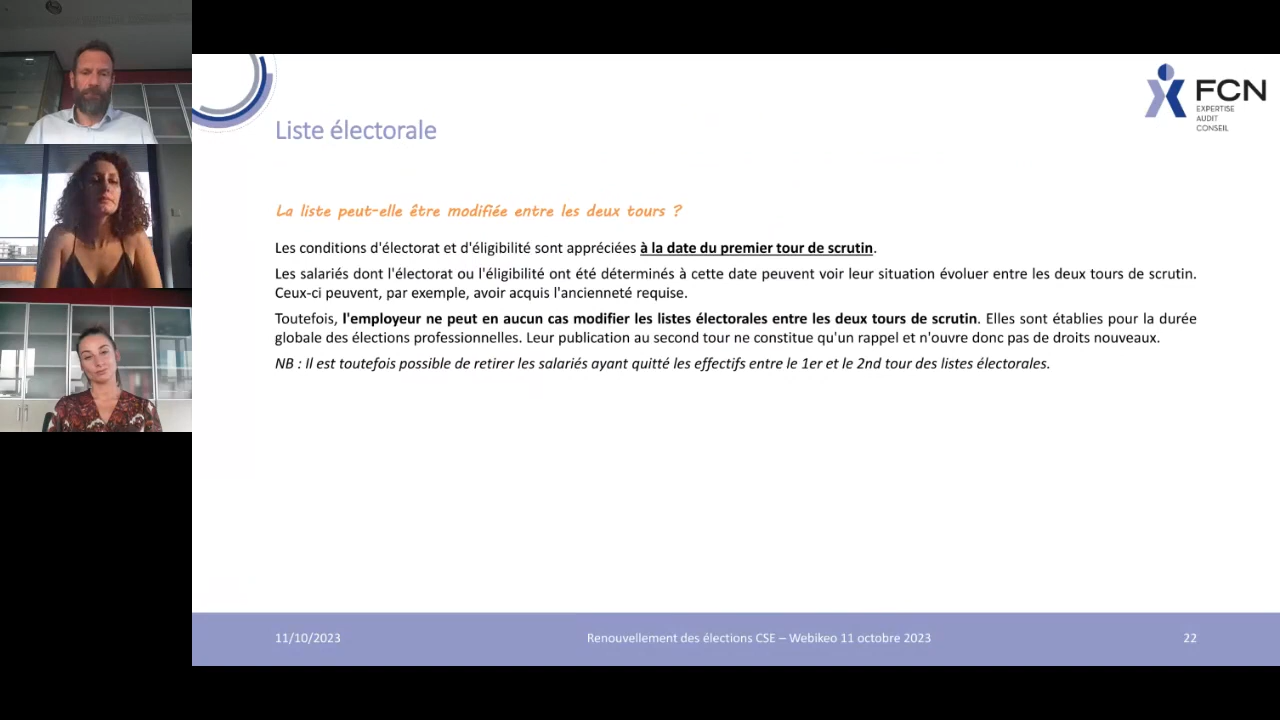 FCN
EXPERTISE
AUDIT
CONSEIL
Liste électorale
La liste peut-elle être modifiée entre les deux tours ?
Les conditions d'électorat et d'éligibilité sont appréciées à la date du premier tour de scrutin.
Les salariés dont l'électorat ou l'éligibilité ont été déterminés à cette date peuvent voir leur situation évoluer entre les deux tours de scrutin.
Ceux-ci peuvent, par exemple, avoir acquis l'ancienneté requise.
Toutefois, l'employeur ne peut en aucun cas modifier les listes électorales entre les deux tours de scrutin. Elles sont établies pour la durée
globale des élections professionnelles. Leur publication au second tour ne constitue qu'un rappel et n'ouvre donc pas de droits nouveaux.
NB : Il est toutefois possible de retirer les salariés ayant quitté les effectifs entre le 1er et le 2nd tour des listes électorales.
11/10/2023
Renouvellement des élections CSE – Webikeo 11 octobre 2023
22